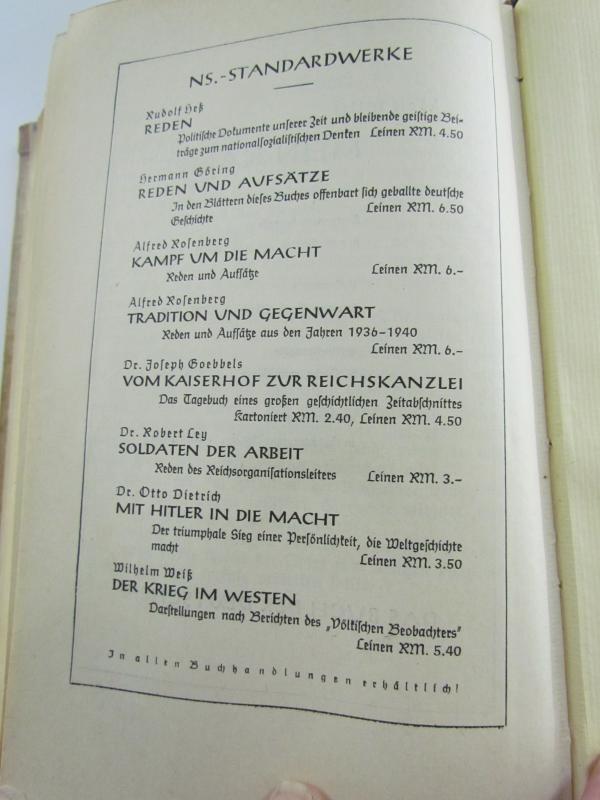 NS.-STANDARDWERKE
Rudolf Heß
REDEN
Politische Dokumente unserer Zeit und bleibende geistige Bei-
träge zum nationalsozialistischen Denken Leinen RM. 4.50
Hermann Göring
REDEN UND AUFSÄTZE
In den Blättern dieses Buches offenbart sich geballte deutsche
Geschichte Leinen RM. 6.50
Alfred Rosenberg
KAMPF UM DIE MACHT
Reden und Aufsätze Leinen RM. 6.–
Alfred Rosenberg
TRADITION UND GEGENWART
Reden und Aufsätze aus den Jahren 1936-1940
Leinen RM. 6.–
Dr. Joseph Goebbels
VOM KAISERHOF ZUR REICHSKANZLEI
Das Tagebuch eines großen geschichtlichen Zeitabschnittes
Kartoniert RM. 2.40, Leinen RM. 4.50
Dr. Robert Ley
SOLDATEN DER ARBEIT
Reden des Reichsorganisationsleiters Leinen RM. 3.–
Dr. Otto Dietrich
MIT HITLER IN DIE MACHT
Der triumphale Sieg einer Persönlichkeit, die Weltgeschichte
macht Leinen RM. 3.50
Wilhelm Weiß
DER KRIEG IM WESTEN
Darstellungen nach Berichten des „Völkischen Beobachters"
Leinen RM. 5.40
In allen Buchhandlungen erhältlich!